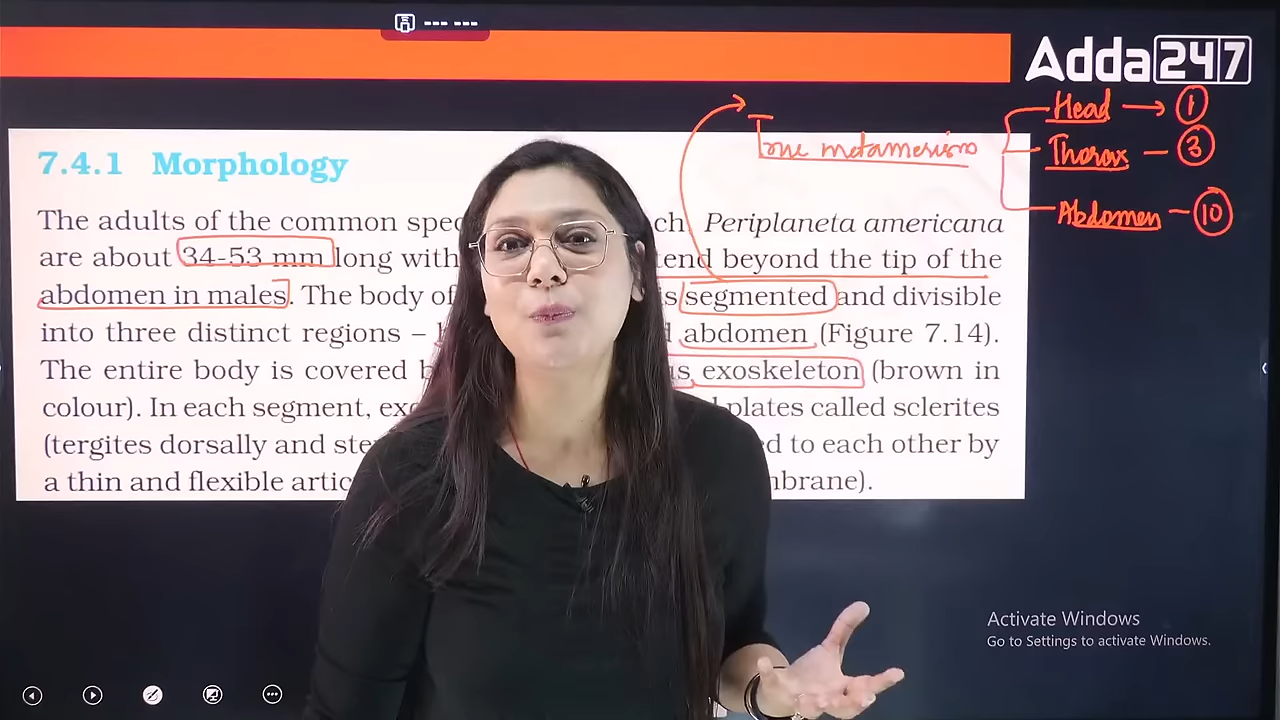 Adda247
Head → 1
True metamerism
Thorax - 3
Abdomen - 10
7.4.1 Morphology
The adults of the common spec ch Periplaneta americana
are about 34-53 mm long with tend beyond the tip of the
abdomen in males. The body of is segmented and divisible
into three distinct regions – abdomen (Figure 7.14).
The entire body is covered b us exoskeleton (brown in
colour). In each segment, exo plates called sclerites
(tergites dorsally and ste ed to each other by
a thin and flexible artic mbrane).
Activate Windows
Go to Settings to activate Windows.